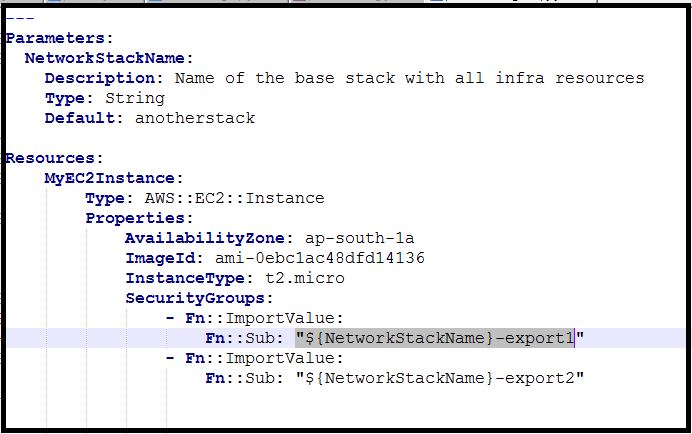 ---
Parameters:
  NetworkStackName:
    Description: Name of the base stack with all infra resources
    Type: String
    Default: anotherstack

Resources:
    MyEC2Instance:
        Type: AWS::EC2::Instance
        Properties:
            AvailabilityZone: ap-south-1a
            ImageId: ami-0ebc1ac48dfd14136
            InstanceType: t2.micro
            SecurityGroups:
                - Fn::ImportValue:
                    Fn::Sub: "${NetworkStackName}-export1"
                - Fn::ImportValue:
                    Fn::Sub: "${NetworkStackName}-export2"